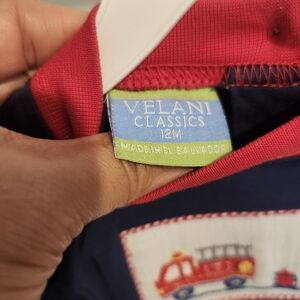 VELANI
CLASSICS
12M
MADE IN EL SALVADOR